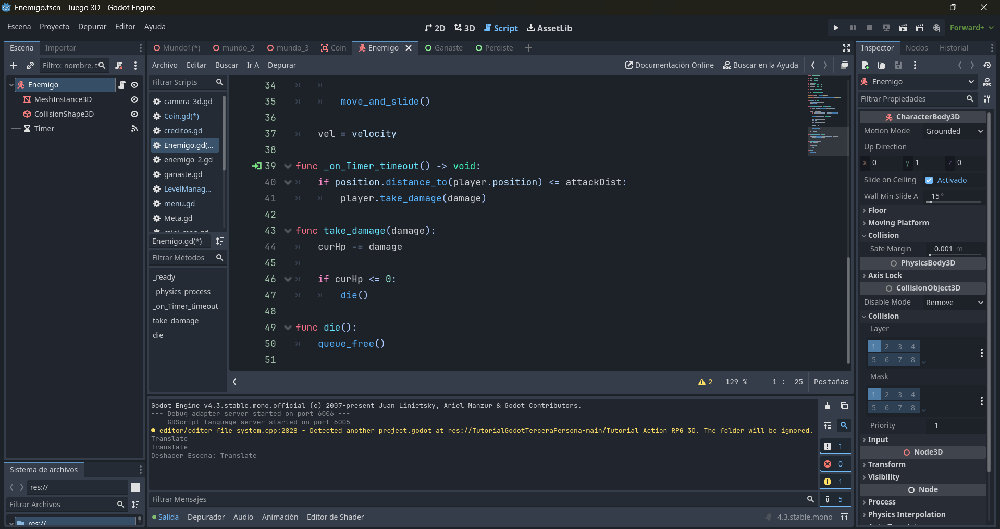 Enemigo.tscn - Juego 3D - Godot Engine
Escena Proyecto Depurar Editor Ayuda
2D 3D Script AssetLib
Forward+
Escena Importar
Filtro: nombre, t
Enemigo
MeshInstance3D
CollisionShape3D
Timer
Sistema de archivos
res://
Filtrar Archivos
res://
Mundo1(*) mundo_2 mundo_3 Coin Enemigo Ganaste Perdiste
Archivo Editar Buscar Ir A Depurar
Documentación Online Buscar en la Ayuda
Filtrar Scripts
camera_3d.gd
Coin.gd(*)
creditos.gd
Enemigo.gd(...
enemigo_2.gd
ganaste.gd
LevelManag...
menu.gd
Meta.gd
mini_map.gd
Enemigo.gd(*)
Filtrar Métodos
_ready
_physics_process
_on_Timer_timeout
take_damage
die
34
35 move_and_slide()
36
37 vel = velocity
38
39 func _on_Timer_timeout() -> void:
40 if position.distance_to(player.position) <= attackDist:
41 player.take_damage(damage)
42
43 func take_damage(damage):
44 curHp -= damage
45
46 if curHp <= 0:
47 die()
48
49 func die():
50 queue_free()
51
2 129 % 1 : 25 Pestañas
Godot Engine v4.3.stable.mono.official (c) 2007-present Juan Linietsky, Ariel Manzur & Godot Contributors.
--- Debug adapter server started on port 6006 ---
--- GDScript language server started on port 6005 ---
editor/editor_file_system.cpp:2828 - Detected another project.godot at res://TutorialGodotTerceraPersona-main/Tutorial Action RPG 3D. The folder will be ignored.
Translate
Translate
Deshacer Escena: Translate
1
0
1
5
Filtrar Mensajes
Salida Depurador Audio Animación Editor de Shader
4.3.stable.mono
Inspector Nodos Historial
Enemigo
Filtrar Propiedades
CharacterBody3D
Motion Mode Grounded
Up Direction
x 0 y 1 z 0
Slide on Ceiling Activado
Wall Min Slide A 15 °
Floor
Moving Platform
Collision
Safe Margin 0.001 m
PhysicsBody3D
Axis Lock
CollisionObject3D
Disable Mode Remove
Collision
Layer
1 2 3 4
5 6 7 8
Mask
1 2 3 4
5 6 7 8
Priority 1
Input
Node3D
Transform
Visibility
Node
Process
Physics Interpolation